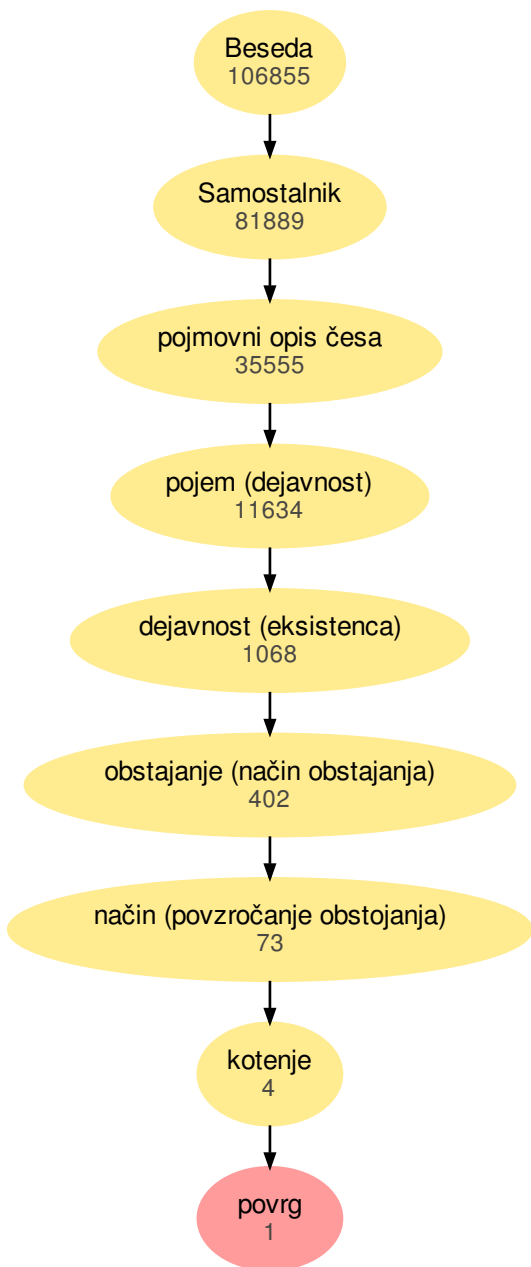 Beseda
106855
Samostalnik
81889
pojmovni opis česa
35555
pojem (dejavnost)
11634
dejavnost (eksistenca)
1068
obstajanje (način obstajanja)
402
način (povzročanje obstojanja)
73
kotenje
4
povrg
1